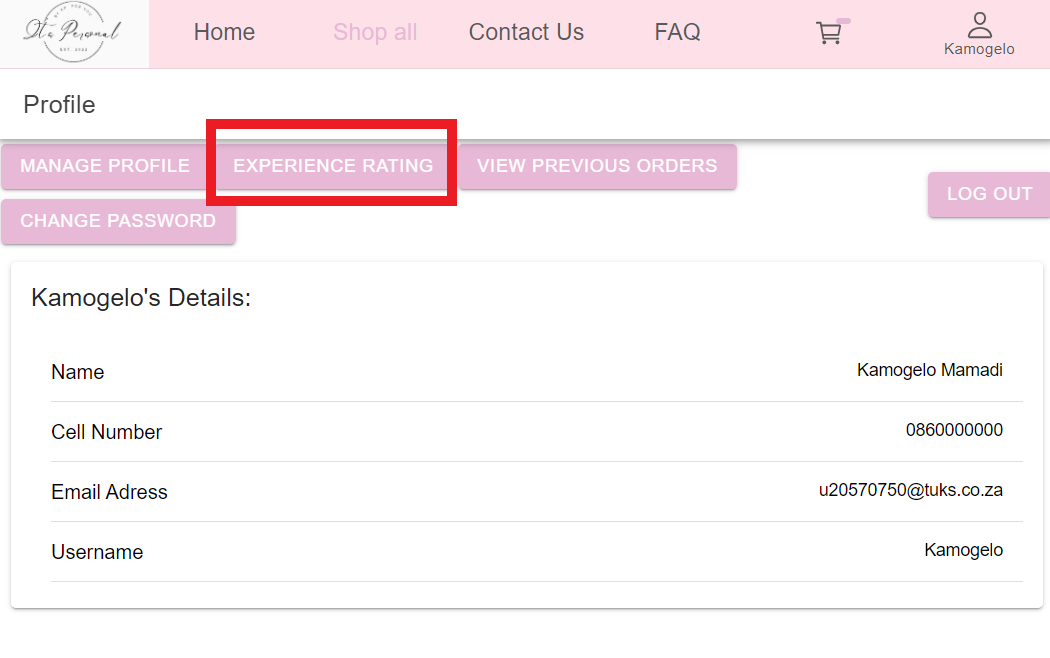 It's Personal
EST. 2022
Home Shop all Contact Us FAQ
Kamogelo
Profile
MANAGE PROFILE EXPERIENCE RATING VIEW PREVIOUS ORDERS
LOG OUT
CHANGE PASSWORD
Kamogelo's Details:
Name Kamogelo Mamadi
Cell Number 0860000000
Email Adress u20570750@tuks.co.za
Username Kamogelo